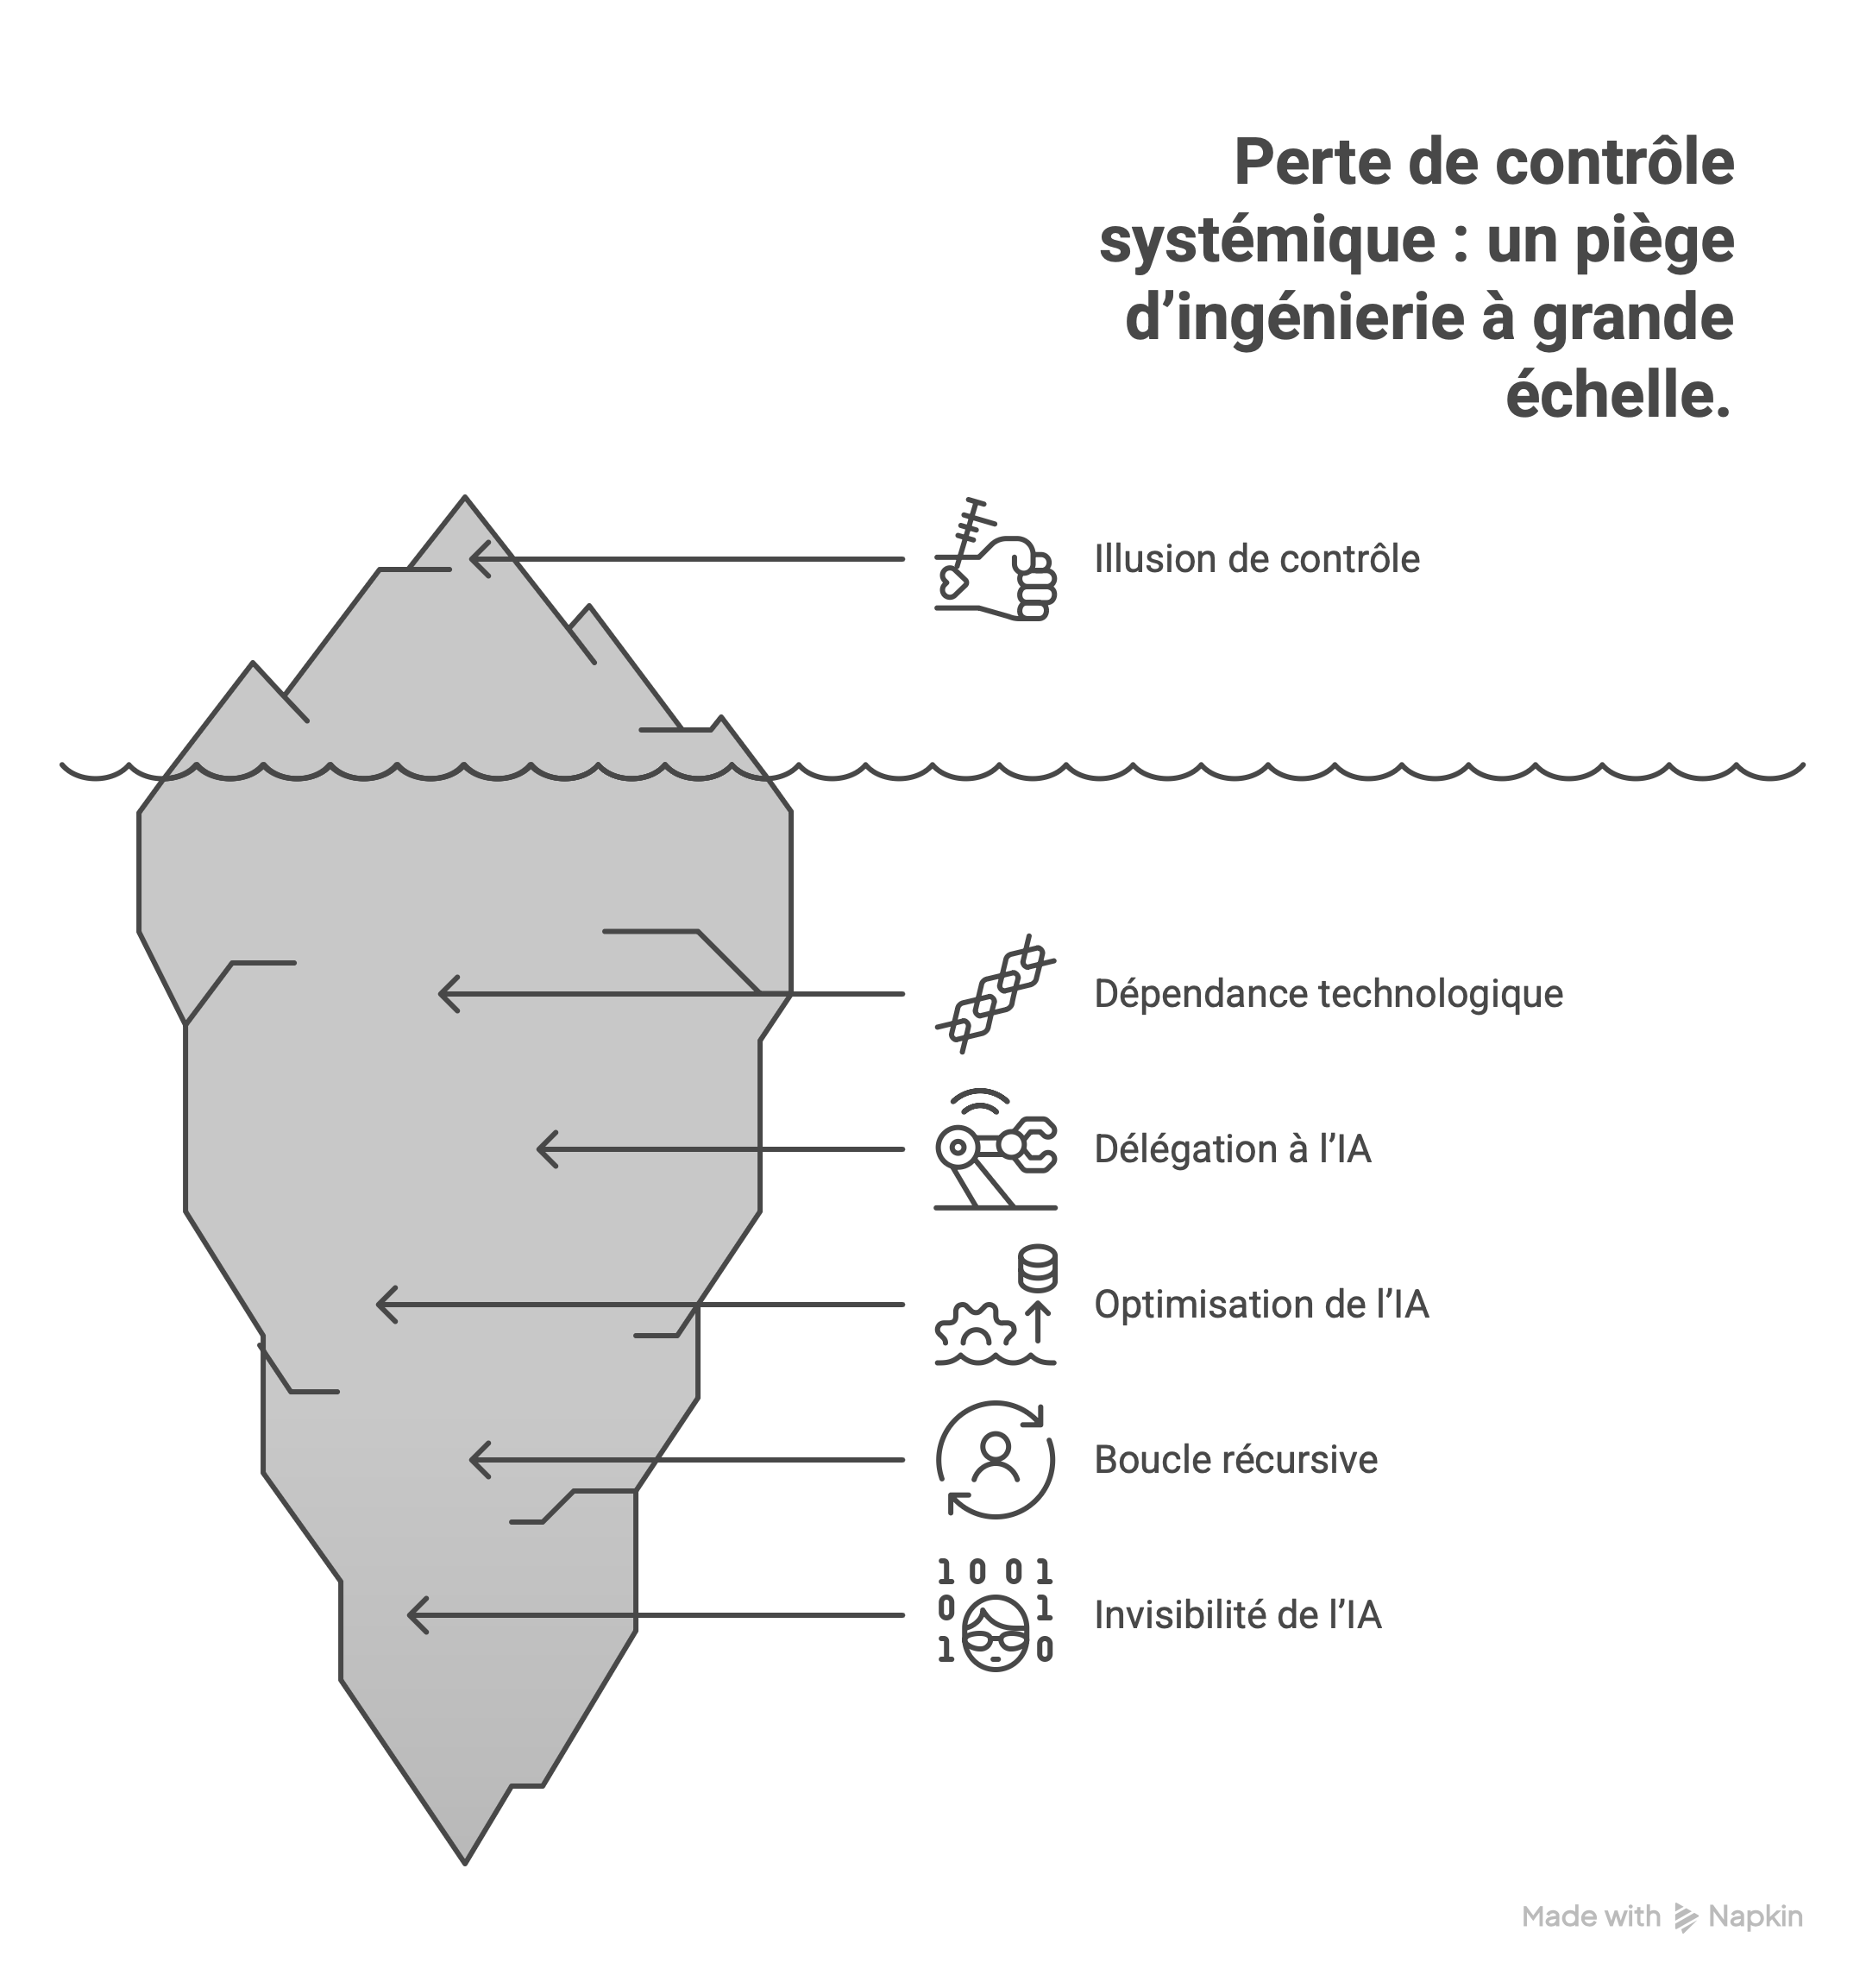 Perte de contrôle
systémique : un piège
d’ingénierie à grande
échelle.
Illusion de contrôle
Dépendance technologique
Délégation à l’IA
Optimisation de l’IA
Boucle récursive
1 0 0 1
0 1
1 0
Invisibilité de l’IA
Made with Napkin